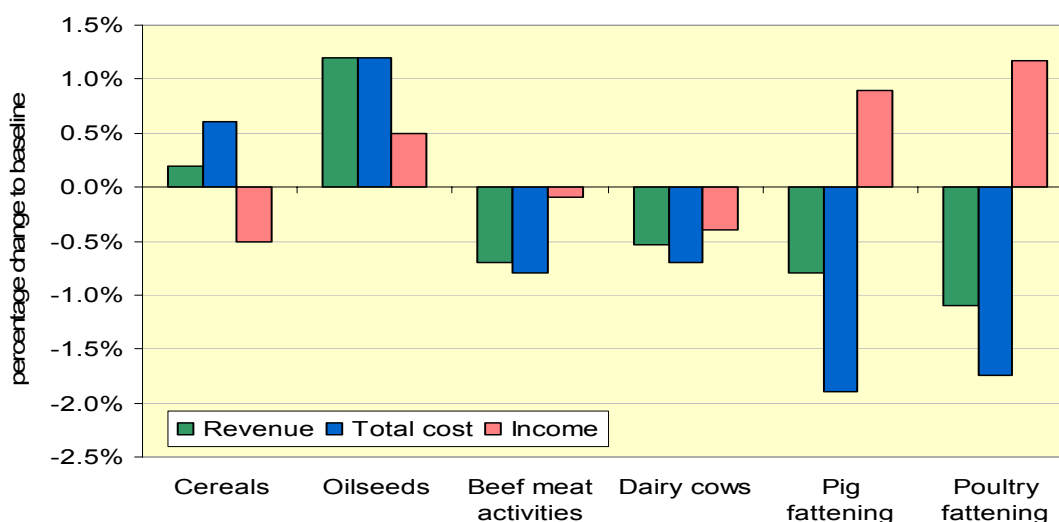 percentage change to baseline
1.5%
1.0%
0.5%
0.0%
-0.5%
-1.0%
-1.5%
-2.0%
-2.5%
Revenue Total cost Income
Cereals Oilseeds Beef meat Dairy cows Pig Poultry
activities fattening fattening